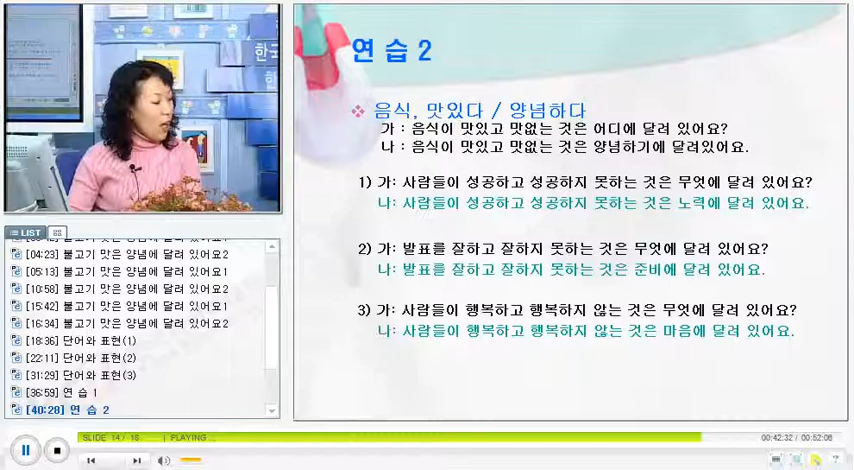 한국
한
연 습 2
❖ 음식, 맛있다 / 양념하다
가 : 음식이 맛있고 맛없는 것은 어디에 달려 있어요?
나 : 음식이 맛있고 맛없는 것은 양념하기에 달려있어요.
1) 가: 사람들이 성공하고 성공하지 못하는 것은 무엇에 달려 있어요?
나: 사람들이 성공하고 성공하지 못하는 것은 노력에 달려 있어요.
2) 가: 발표를 잘하고 잘하지 못하는 것은 무엇에 달려 있어요?
나: 발표를 잘하고 잘하지 못하는 것은 준비에 달려 있어요.
3) 가: 사람들이 행복하고 행복하지 않는 것은 무엇에 달려 있어요?
나: 사람들이 행복하고 행복하지 않는 것은 마음에 달려 있어요.
LIST
[04:23] 불고기 맛은 양념에 달려 있어요2
[05:13] 불고기 맛은 양념에 달려 있어요1
[10:58] 불고기 맛은 양념에 달려 있어요2
[15:42] 불고기 맛은 양념에 달려 있어요1
[16:34] 불고기 맛은 양념에 달려 있어요2
[18:36] 단어와 표현(1)
[22:11] 단어와 표현(2)
[31:29] 단어와 표현(3)
[36:59] 연 습 1
[40:28] 연 습 2
SLIDE 14 / 18 | PLAYING ...
00:42:32 / 00:52:06